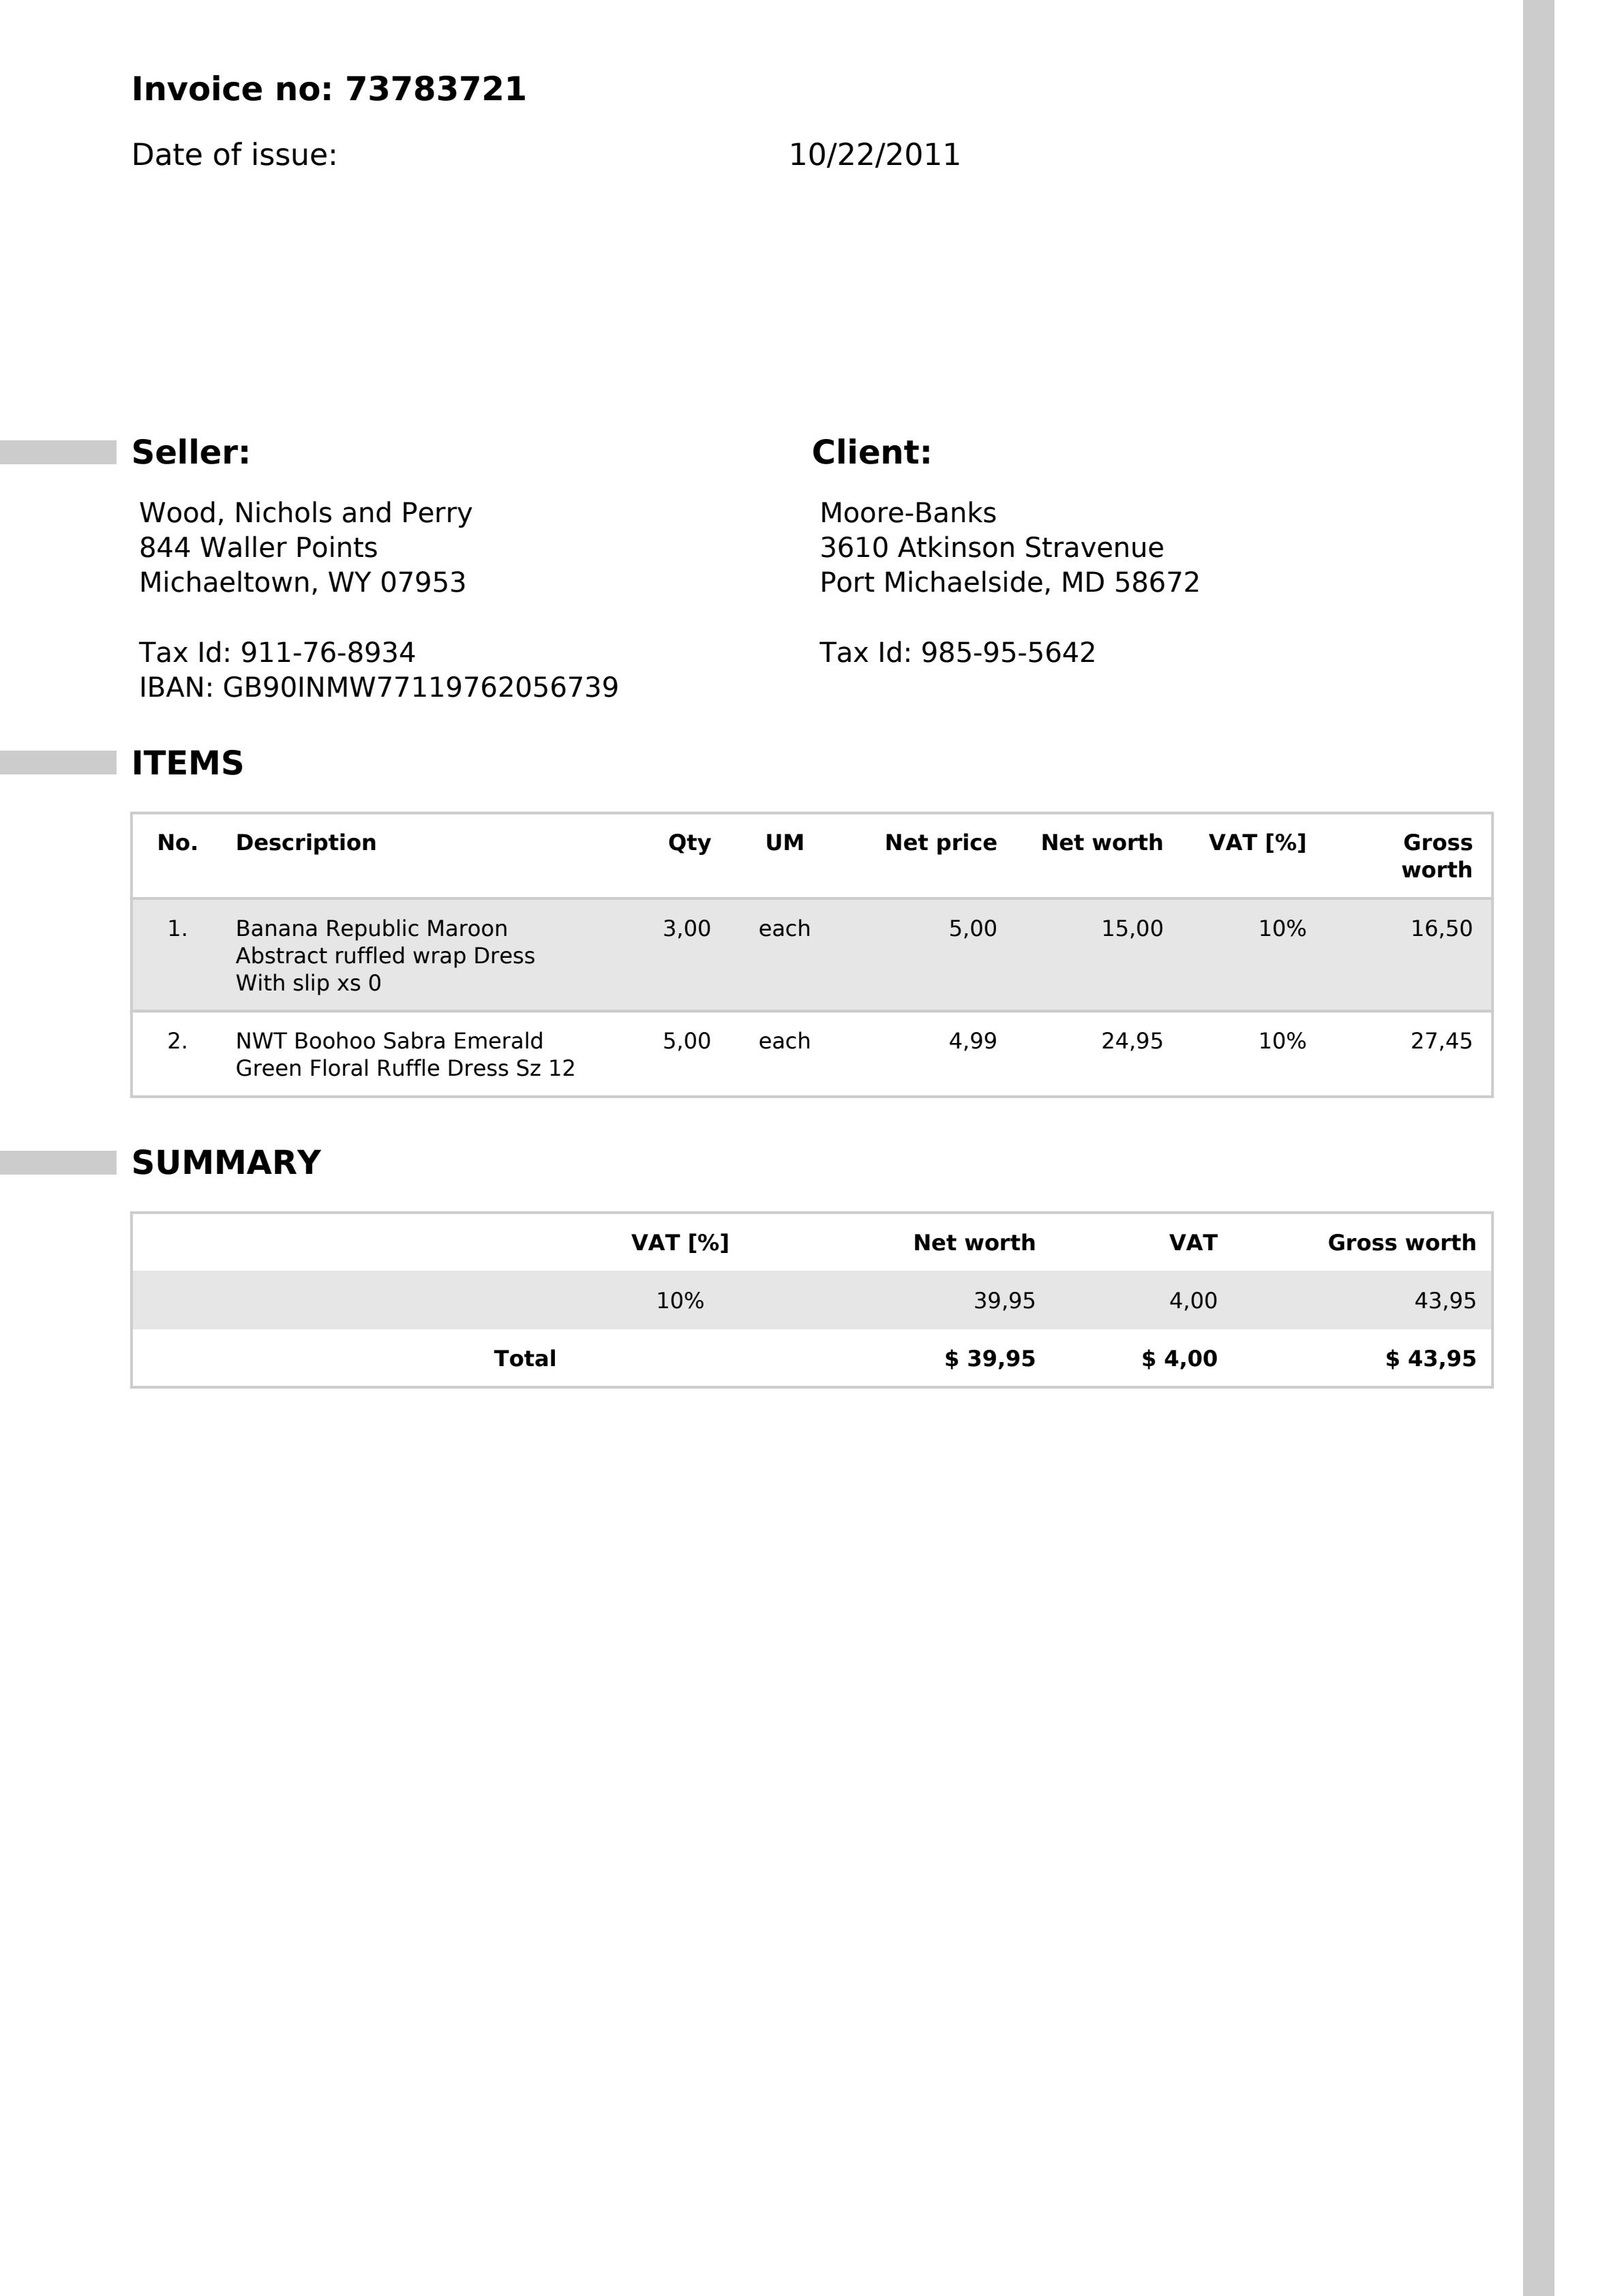 Invoice no: 73783721
Date of issue: 10/22/2011
Seller:
Wood, Nichols and Perry
844 Waller Points
Michaeltown, WY 07953
Tax Id: 911-76-8934
IBAN: GB90INMW77119762056739
Client:
Moore-Banks
3610 Atkinson Stravenue
Port Michaelside, MD 58672
Tax Id: 985-95-5642
ITEMS
No. Description Qty UM Net price Net worth VAT [%] Gross
worth
1. Banana Republic Maroon 3,00 each 5,00 15,00 10% 16,50
Abstract ruffled wrap Dress
With slip xs 0
2. NWT Boohoo Sabra Emerald 5,00 each 4,99 24,95 10% 27,45
Green Floral Ruffle Dress Sz 12
SUMMARY
VAT [%] Net worth VAT Gross worth
10% 39,95 4,00 43,95
Total $ 39,95 $ 4,00 $ 43,95